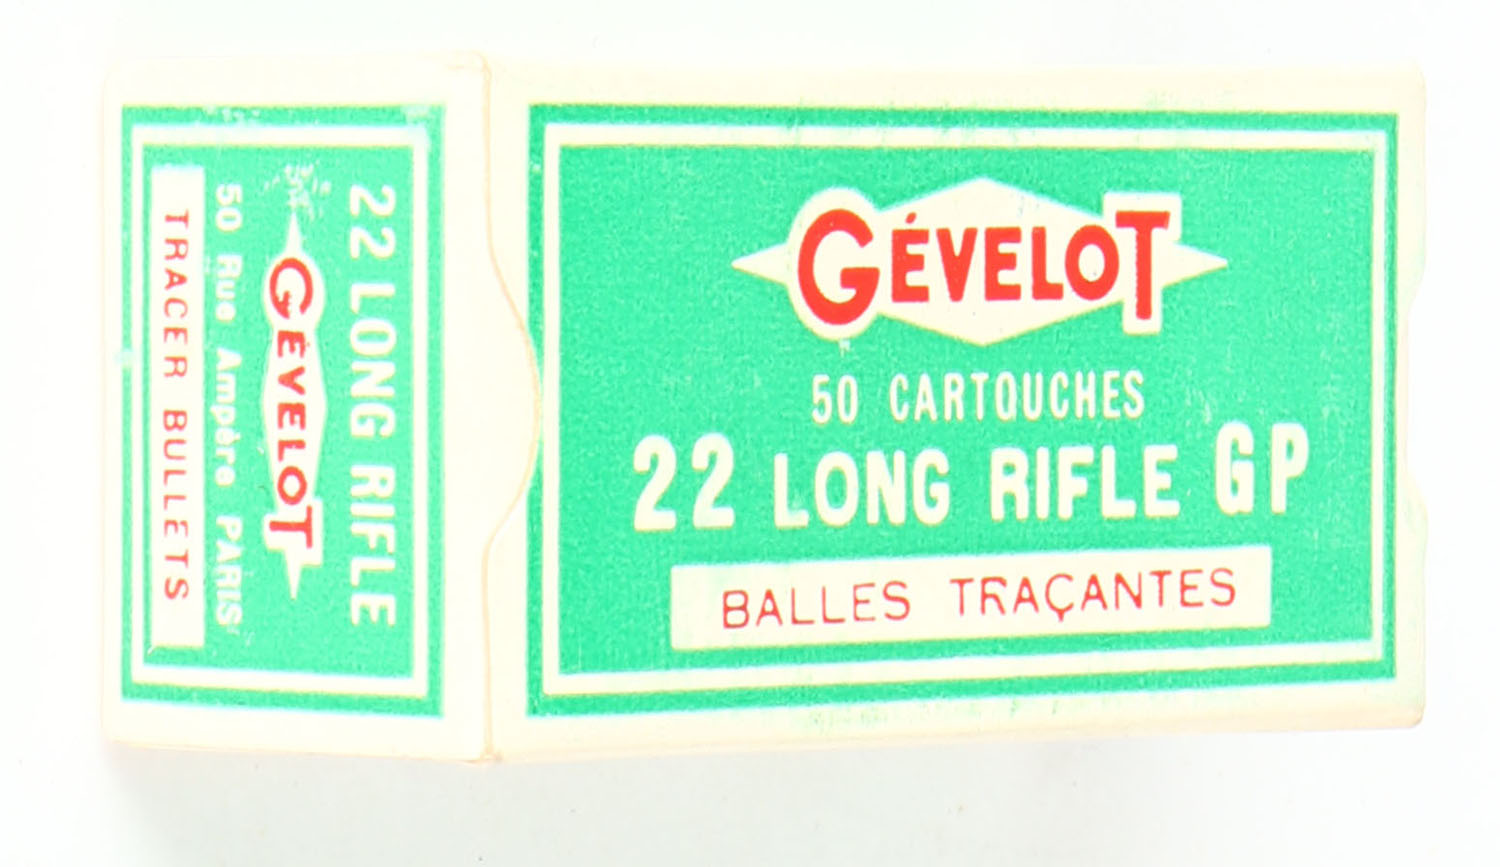 GÉVELOT
50 CARTOUCHES
22 LONG RIFLE GP
BALLES TRAÇANTES
22 LONG RIFLE
GÉVELOT
50 Rue Ampère PARIS
TRACER BULLETS